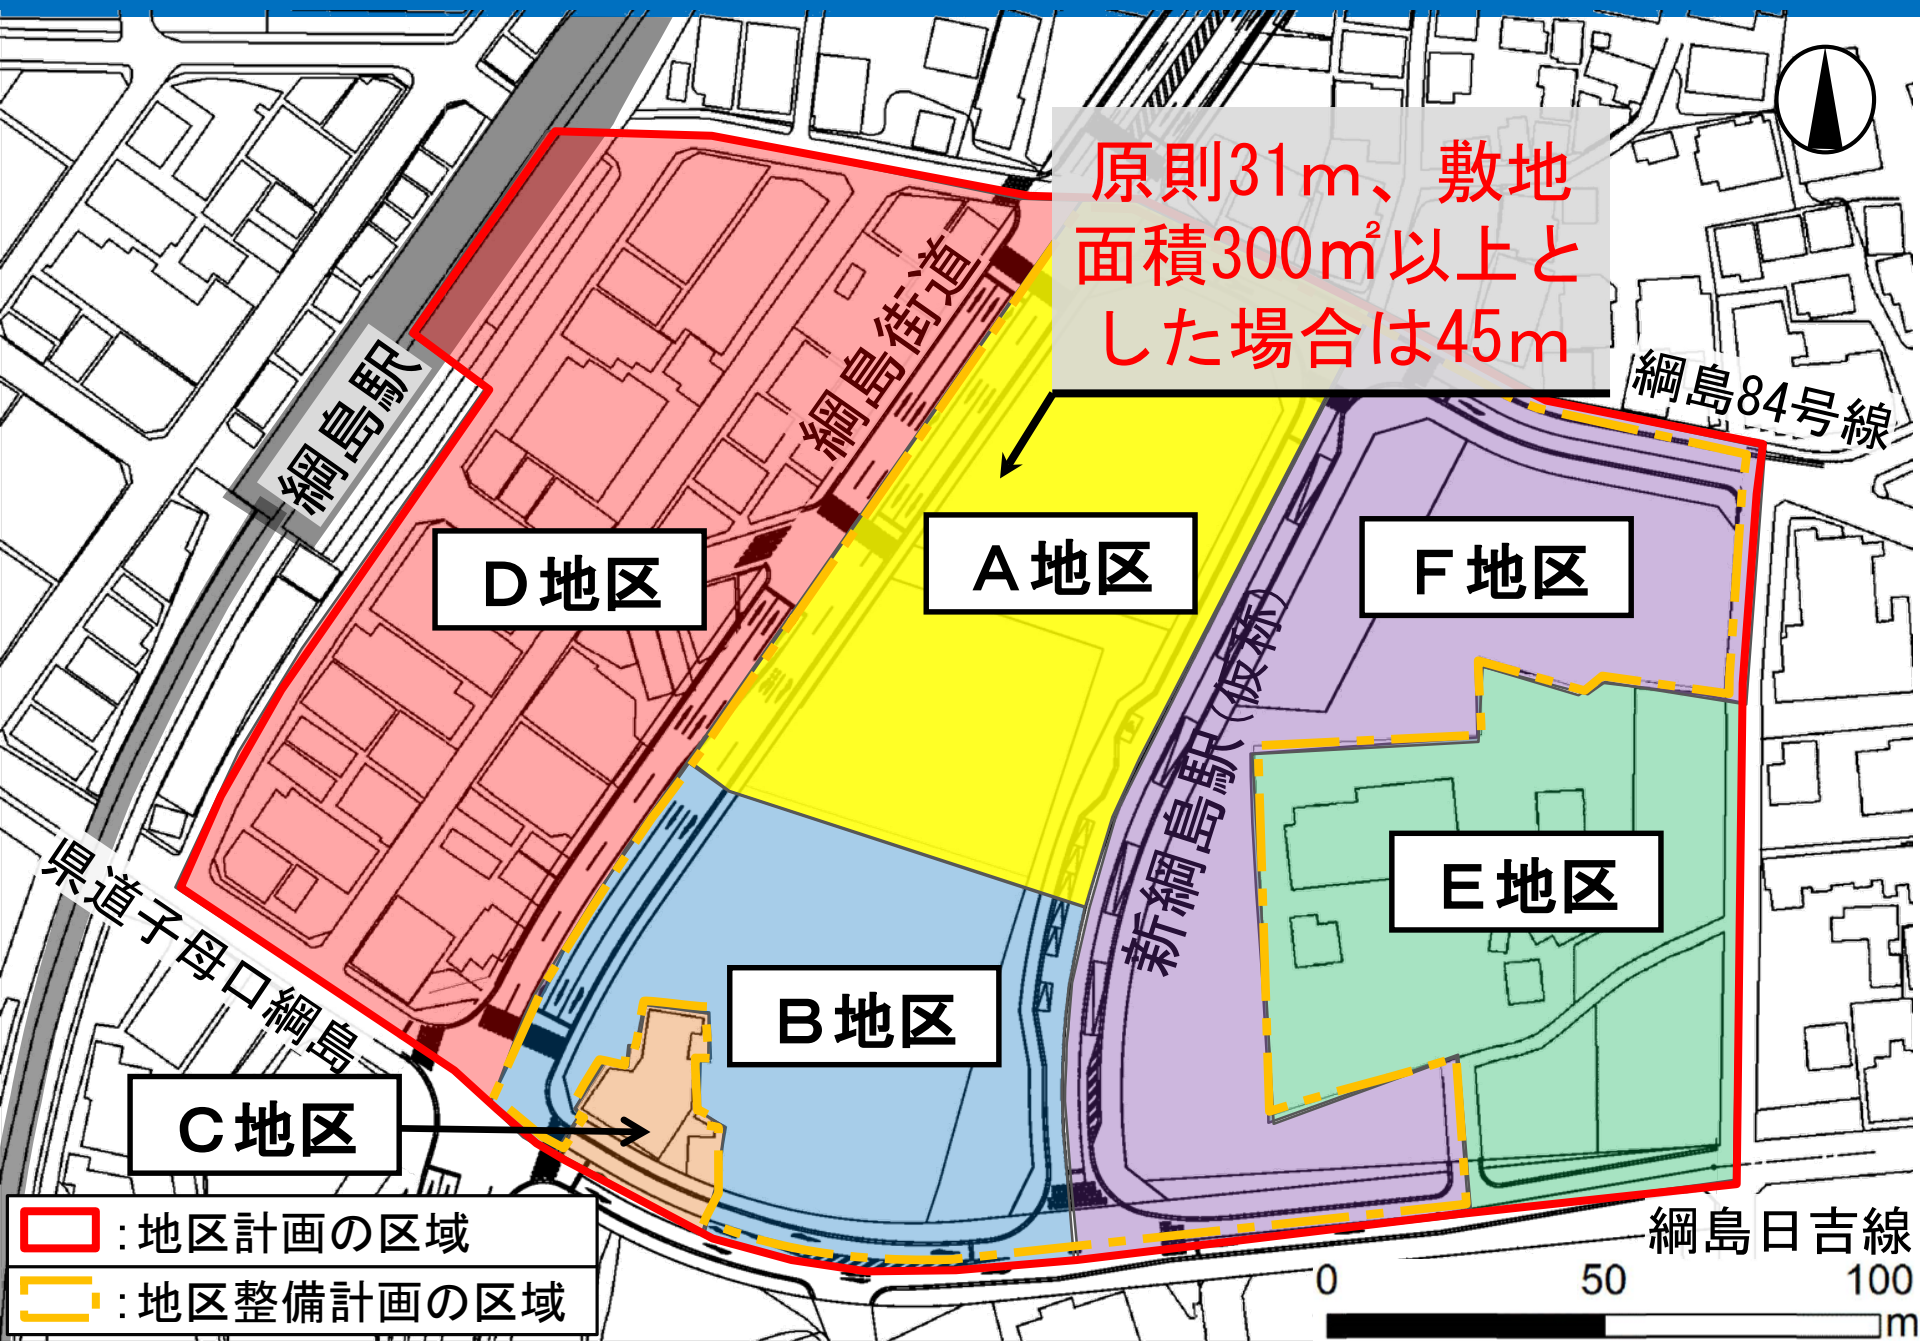 原則31m、敷地
面積300㎡以上と
した場合は45m
綱島84号線
綱島街道
綱島駅
D地区
A地区
F地区
新綱島駅(仮称)
E地区
県道子母口綱島
B地区
C地区
:地区計画の区域
:地区整備計画の区域
綱島日吉線
0 50 100
m